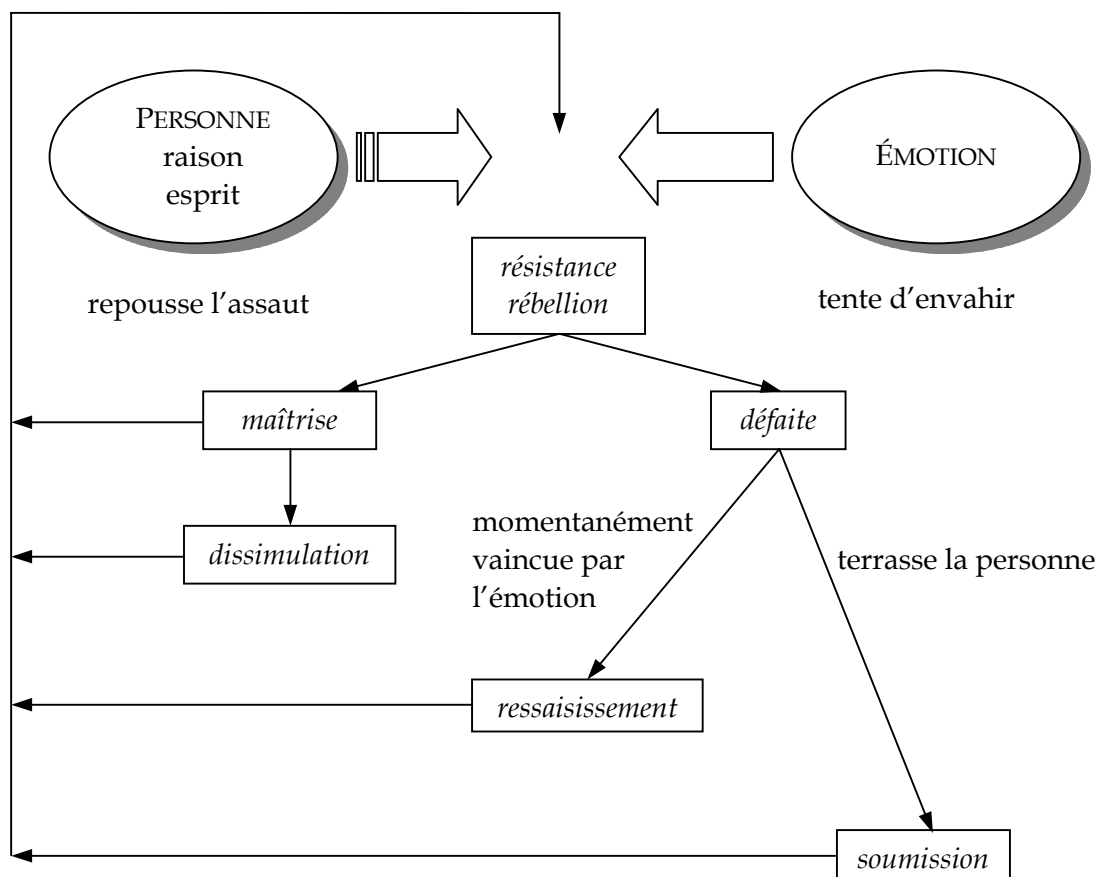 PERSONNE
raison
esprit
ÉMOTION
résistance
rébellion
repousse l’assaut
tente d’envahir
maîtrise
défaite
momentanément
vaincue par
l’émotion
dissimulation
terrasse la personne
ressaisissement
soumission